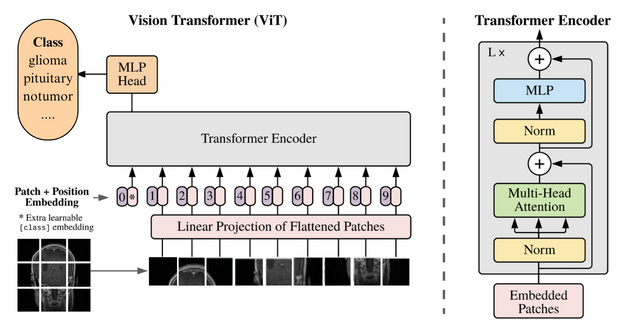 Vision Transformer (ViT)
Class
glioma
pituitary
notumor
....
MLP
Head
Transformer Encoder
Patch + Position
Embedding
0 * 1 2 3 4 5 6 7 8 9
* Extra learnable
[class] embedding
Linear Projection of Flattened Patches
Transformer Encoder
L x
+
MLP
Norm
+
Multi-Head
Attention
Norm
Embedded
Patches